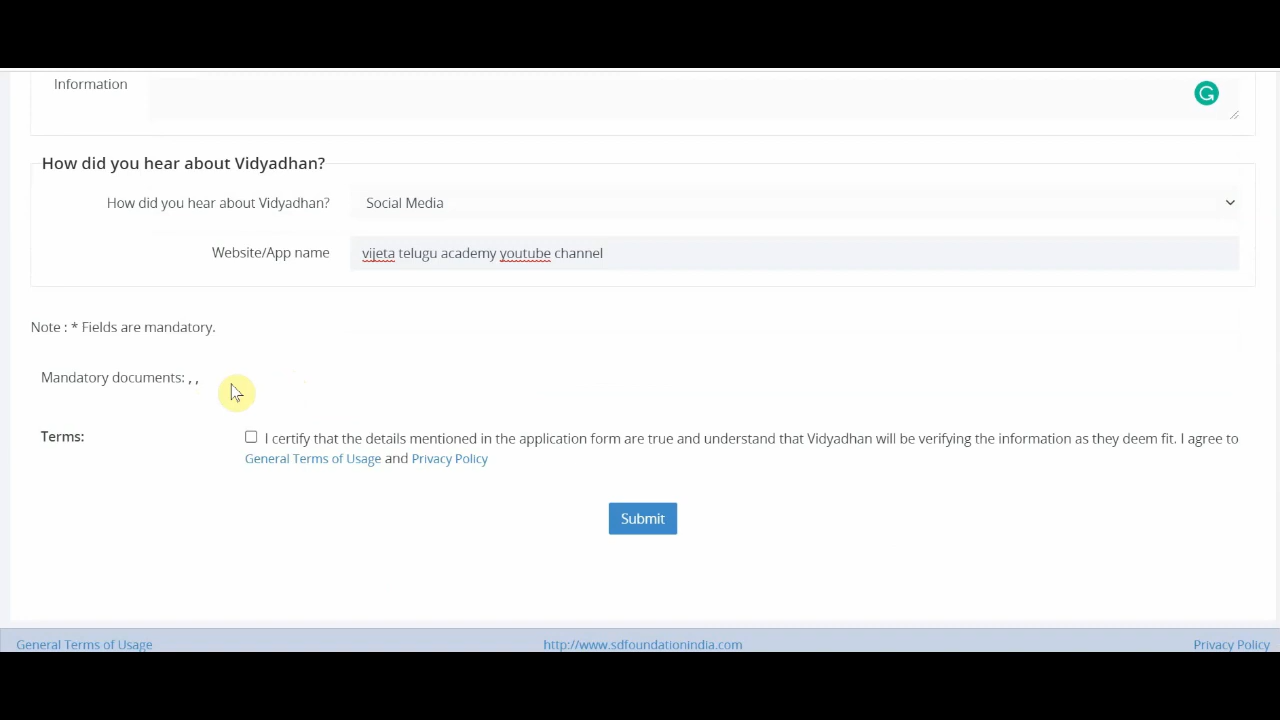 Information
How did you hear about Vidyadhan?
How did you hear about Vidyadhan? Social Media
Website/App name vijeta telugu academy youtube channel
Note : * Fields are mandatory.
Mandatory documents: , ,
Terms: I certify that the details mentioned in the application form are true and understand that Vidyadhan will be verifying the information as they deem fit. I agree to
General Terms of Usage and Privacy Policy
Submit
General Terms of Usage http://www.sdfoundationindia.com Privacy Policy